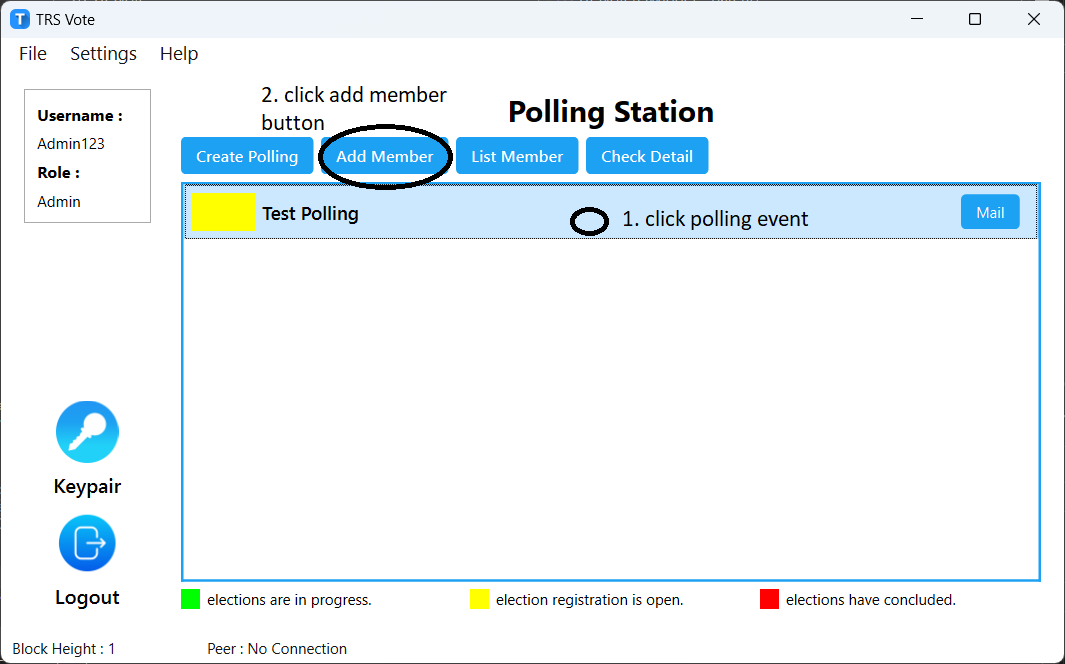 TRS Vote
File Settings Help
Username :
Admin123
Role :
Admin
2. click add member
button
Polling Station
Create Polling Add Member List Member Check Detail
Test Polling 1. click polling event Mail
Keypair
Logout
elections are in progress. election registration is open. elections have concluded.
Block Height : 1 Peer : No Connection